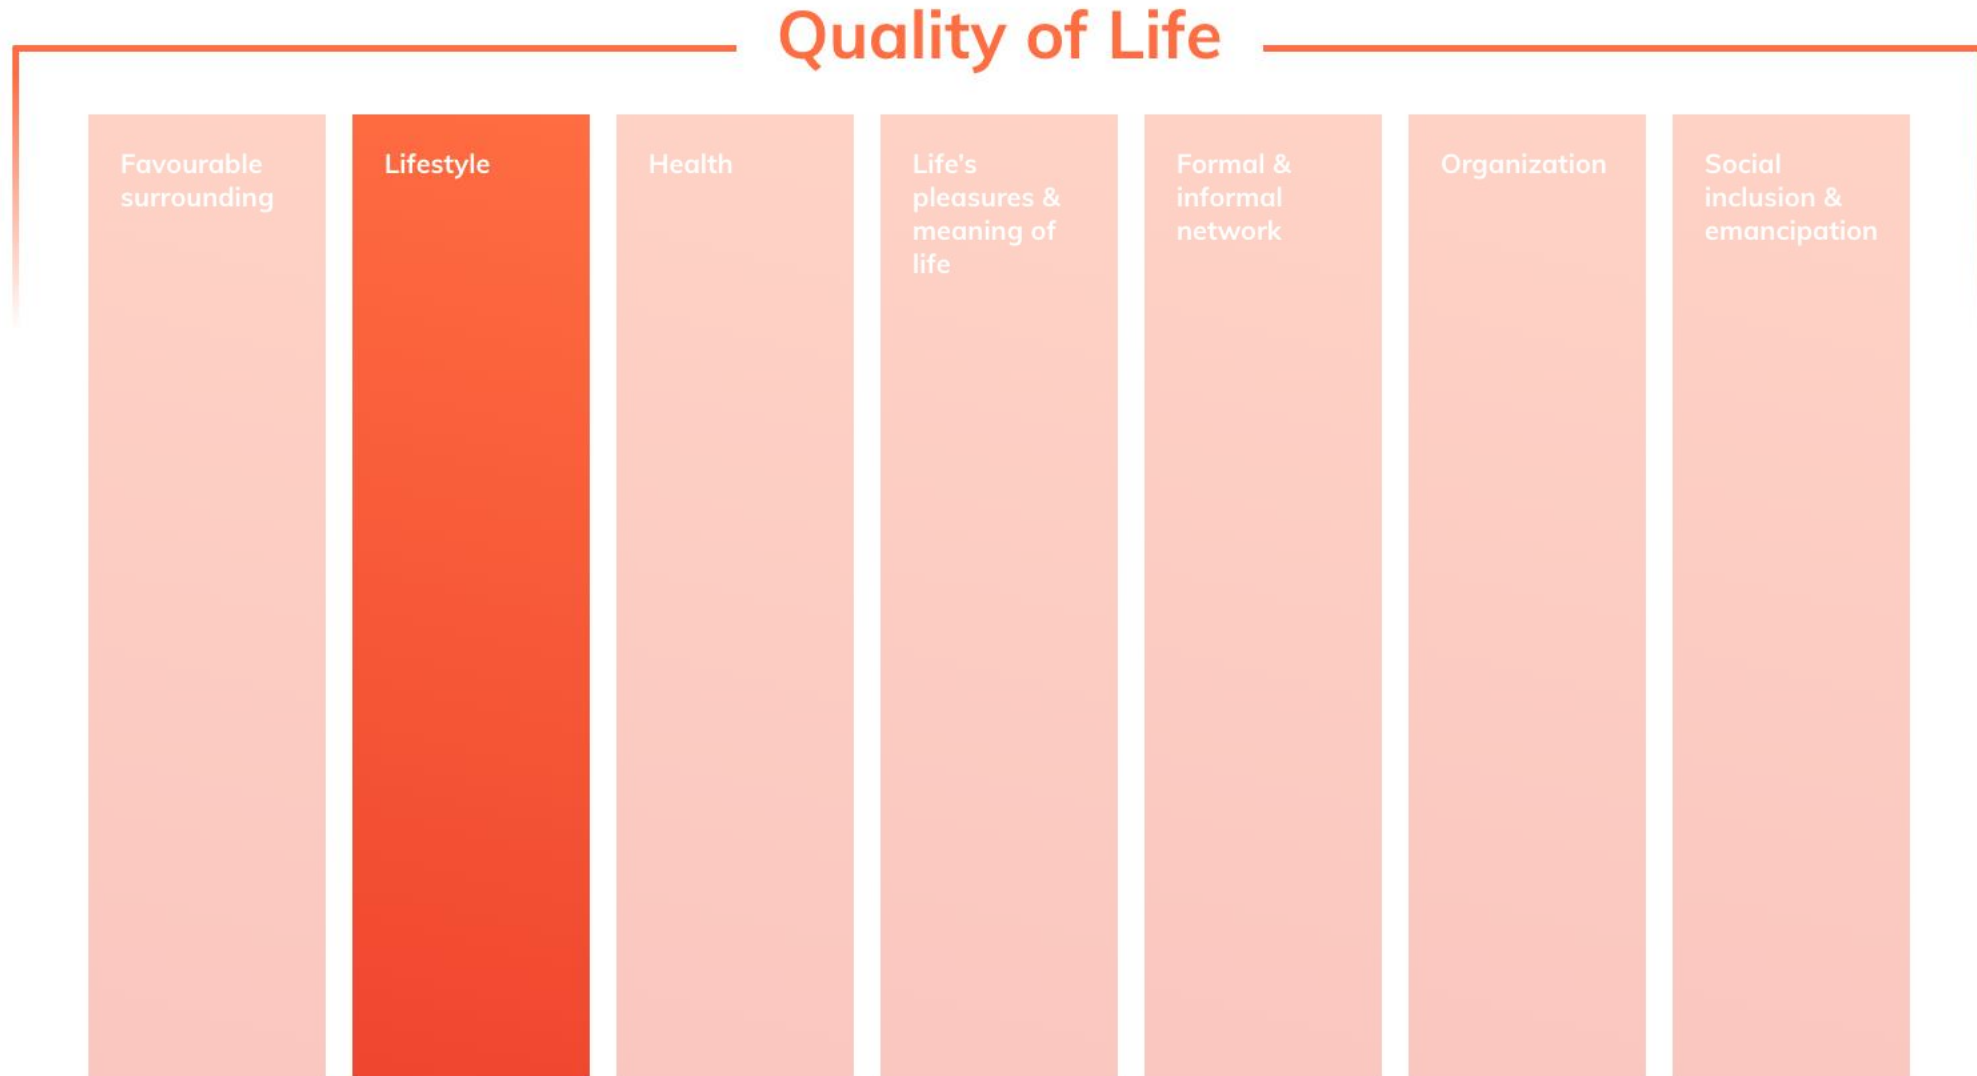 Quality of Life
Favourable
surrounding
Lifestyle
Health
Life's
pleasures &
meaning of
life
Formal &
informal
network
Organization
Social
inclusion &
emancipation